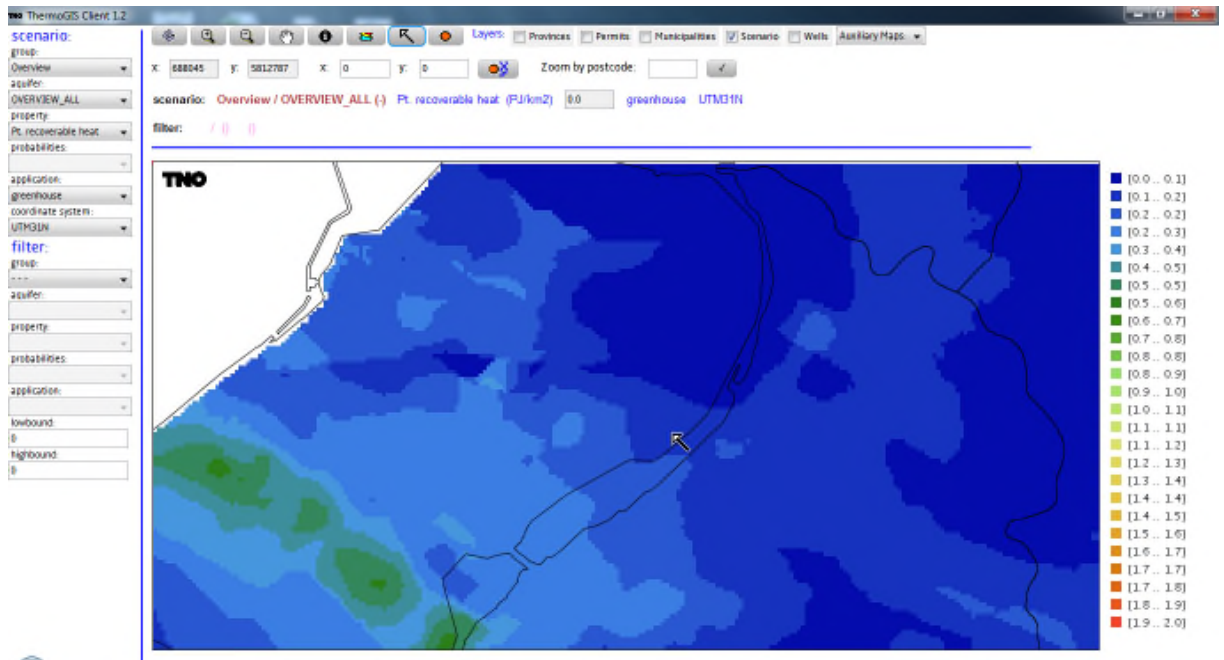 TNO ThermoGIS Client 1.2
scenario:
group:
Overview
aquifer:
OVERVIEW_ALL
property:
Pt. recoverable heat
probabilities:
application:
greenhouse
coordinate system:
UTM31N
filter:
group:
---
aquifer:
property:
probabilities:
application:
lowbound:
0
highbound:
0
Layers: Provinces Permits Municipalities Scenario Wells Auxiliary Maps:
x: 688045 y: 5812787 x: 0 y: 0 Zoom by postcode:
scenario: Overview / OVERVIEW_ALL (-) Pt. recoverable heat (PJ/km2) 0.0 greenhouse UTM31N
filter: / () ()
TNO
[0.0 .. 0.1]
[0.1 .. 0.2]
[0.2 .. 0.2]
[0.2 .. 0.3]
[0.3 .. 0.4]
[0.4 .. 0.5]
[0.5 .. 0.5]
[0.5 .. 0.6]
[0.6 .. 0.7]
[0.7 .. 0.8]
[0.8 .. 0.8]
[0.8 .. 0.9]
[0.9 .. 1.0]
[1.0 .. 1.1]
[1.1 .. 1.1]
[1.1 .. 1.2]
[1.2 .. 1.3]
[1.3 .. 1.4]
[1.4 .. 1.4]
[1.4 .. 1.5]
[1.5 .. 1.6]
[1.6 .. 1.7]
[1.7 .. 1.7]
[1.7 .. 1.8]
[1.8 .. 1.9]
[1.9 .. 2.0]